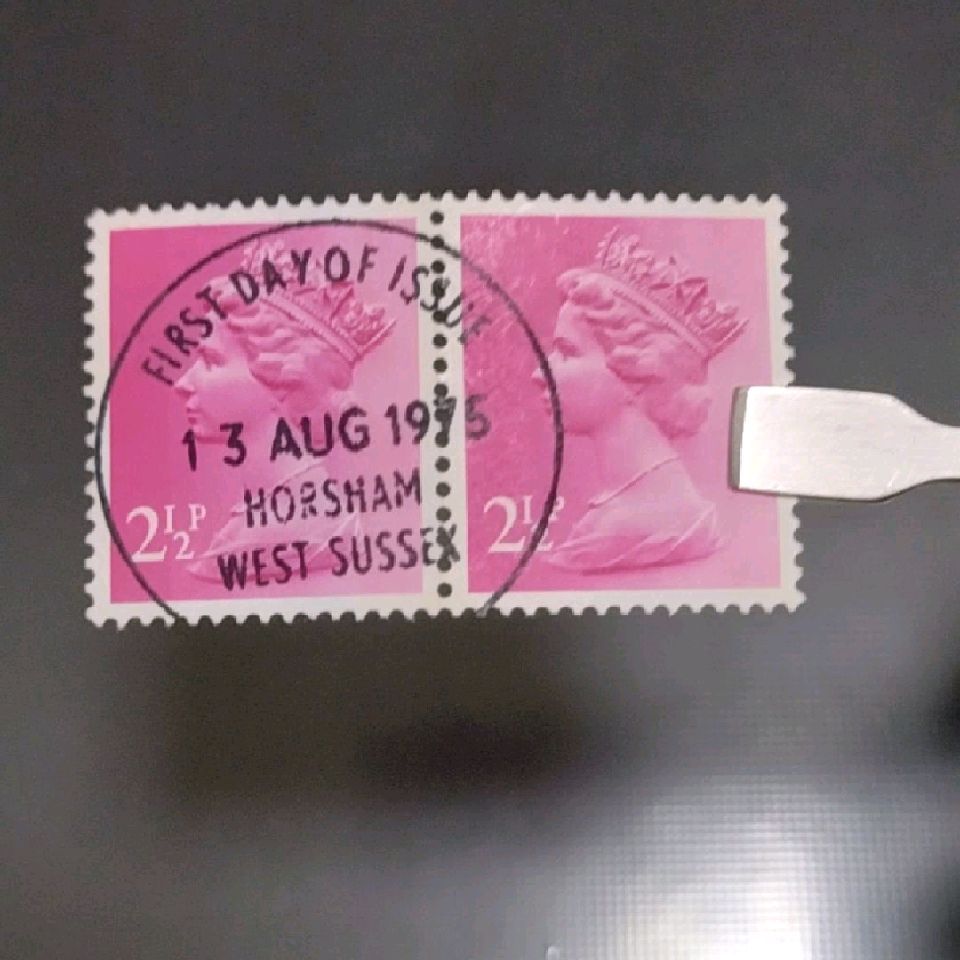 FIRST DAY OF ISSUE
13 AUG 1975
HORSHAM
WEST SUSSEX
2½P
2½P